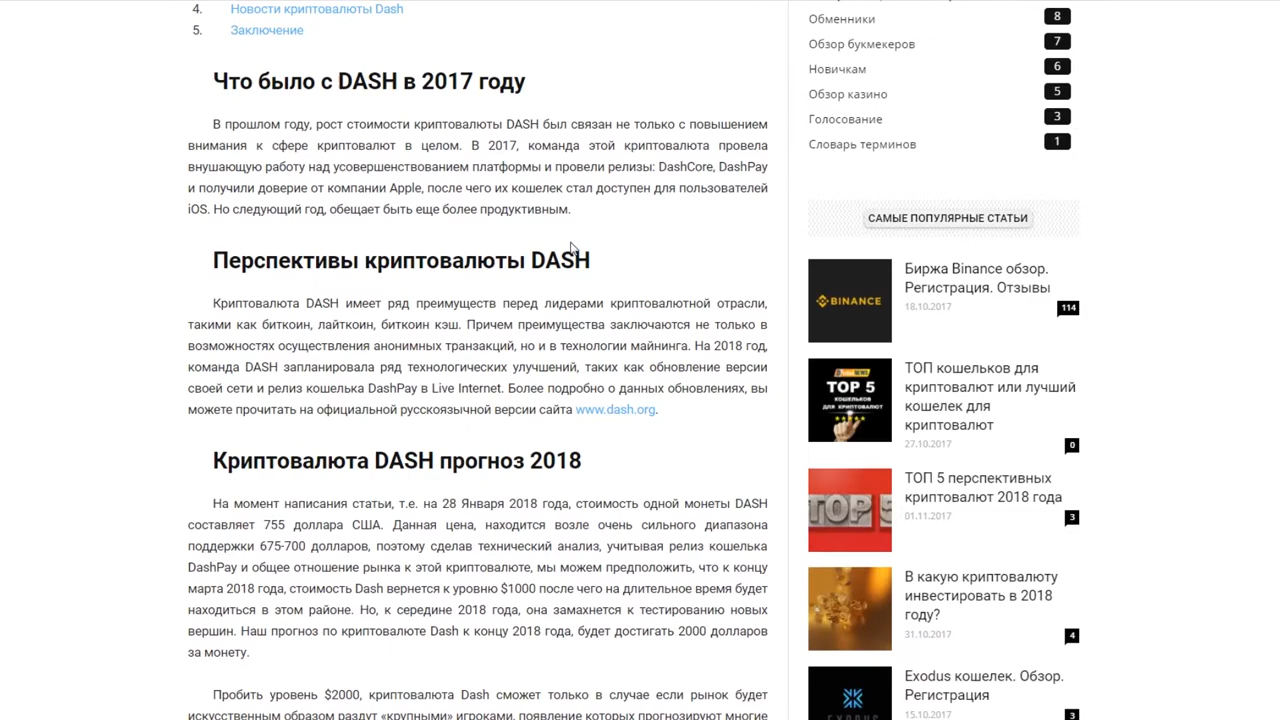 4. Новости криптовалюты Dash
5. Заключение
Что было с DASH в 2017 году
В прошлом году, рост стоимости криптовалюты DASH был связан не только с повышением
внимания к сфере криптовалют в целом. В 2017, команда этой криптовалюта провела
внушающую работу над усовершенствованием платформы и провели релизы: DashCore, DashPay
и получили доверие от компании Apple, после чего их кошелек стал доступен для пользователей
iOS. Но следующий год, обещает быть еще более продуктивным.
Перспективы криптовалюты DASH
Криптовалюта DASH имеет ряд преимуществ перед лидерами криптовалютной отрасли,
такими как биткоин, лайткоин, биткоин кэш. Причем преимущества заключаются не только в
возможностях осуществления анонимных транзакций, но и в технологии майнинга. На 2018 год,
команда DASH запланировала ряд технологических улучшений, таких как обновление версии
своей сети и релиз кошелька DashPay в Live Internet. Более подробно о данных обновлениях, вы
можете прочитать на официальной русскоязычной версии сайта www.dash.org.
Криптовалюта DASH прогноз 2018
На момент написания статьи, т.е. на 28 Января 2018 года, стоимость одной монеты DASH
составляет 755 доллара США. Данная цена, находится возле очень сильного диапазона
поддержки 675-700 долларов, поэтому сделав технический анализ, учитывая релиз кошелька
DashPay и общее отношение рынка к этой криптовалюте, мы можем предположить, что к концу
марта 2018 года, стоимость Dash вернется к уровню $1000 после чего на длительное время будет
находиться в этом районе. Но, к середине 2018 года, она замахнется к тестированию новых
вершин. Наш прогноз по криптовалюте Dash к концу 2018 года, будет достигать 2000 долларов
за монету.
Пробить уровень $2000, криптовалюта Dash сможет только в случае если рынок будет
искусственным образом раздут «крупными» игроками, появление которых прогнозируют многие
Обменники 8
Обзор букмекеров 7
Новичкам 6
Обзор казино 5
Голосование 3
Словарь терминов 1
САМЫЕ ПОПУЛЯРНЫЕ СТАТЬИ
BINANCE
Биржа Binance обзор.
Регистрация. Отзывы
18.10.2017 114
TOP 5
КОШЕЛЬКОВ
ДЛЯ КРИПТОВАЛЮТ
ТОП кошельков для
криптовалют или лучший
кошелек для
криптовалют
27.10.2017 0
TOP 5
ТОП 5 перспективных
криптовалют 2018 года
01.11.2017 3
В какую криптовалюту
инвестировать в 2018
году?
31.10.2017 4
EXODUS
Exodus кошелек. Обзор.
Регистрация
15.10.2017 3